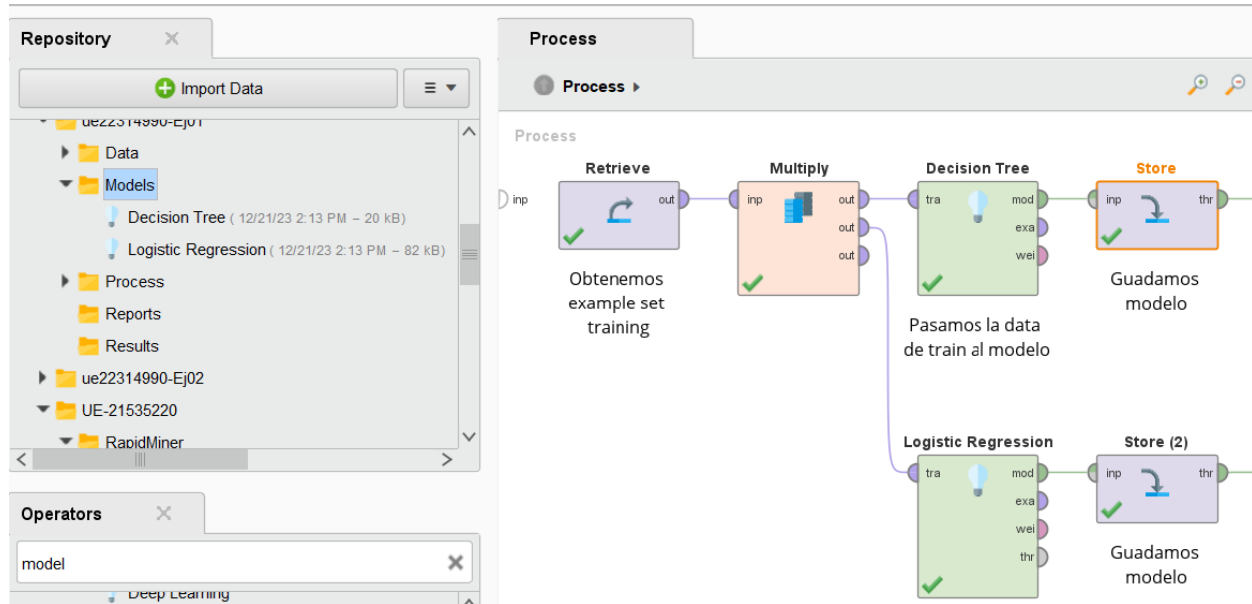 Repository
Import Data
ue22314990-Ej01
Data
Models
Decision Tree ( 12/21/23 2:13 PM – 20 kB)
Logistic Regression ( 12/21/23 2:13 PM – 82 kB)
Process
Reports
Results
ue22314990-Ej02
UE-21535220
RapidMiner
Operators
model
Deep Learning
Process
Process
Process
inp
Retrieve
out
Obtenemos
example set
training
Multiply
inp
out
out
out
Decision Tree
tra
mod
exa
wei
Pasamos la data
de train al modelo
Store
inp
thr
Guadamos
modelo
Logistic Regression
tra
mod
exa
wei
thr
Store (2)
inp
thr
Guadamos
modelo